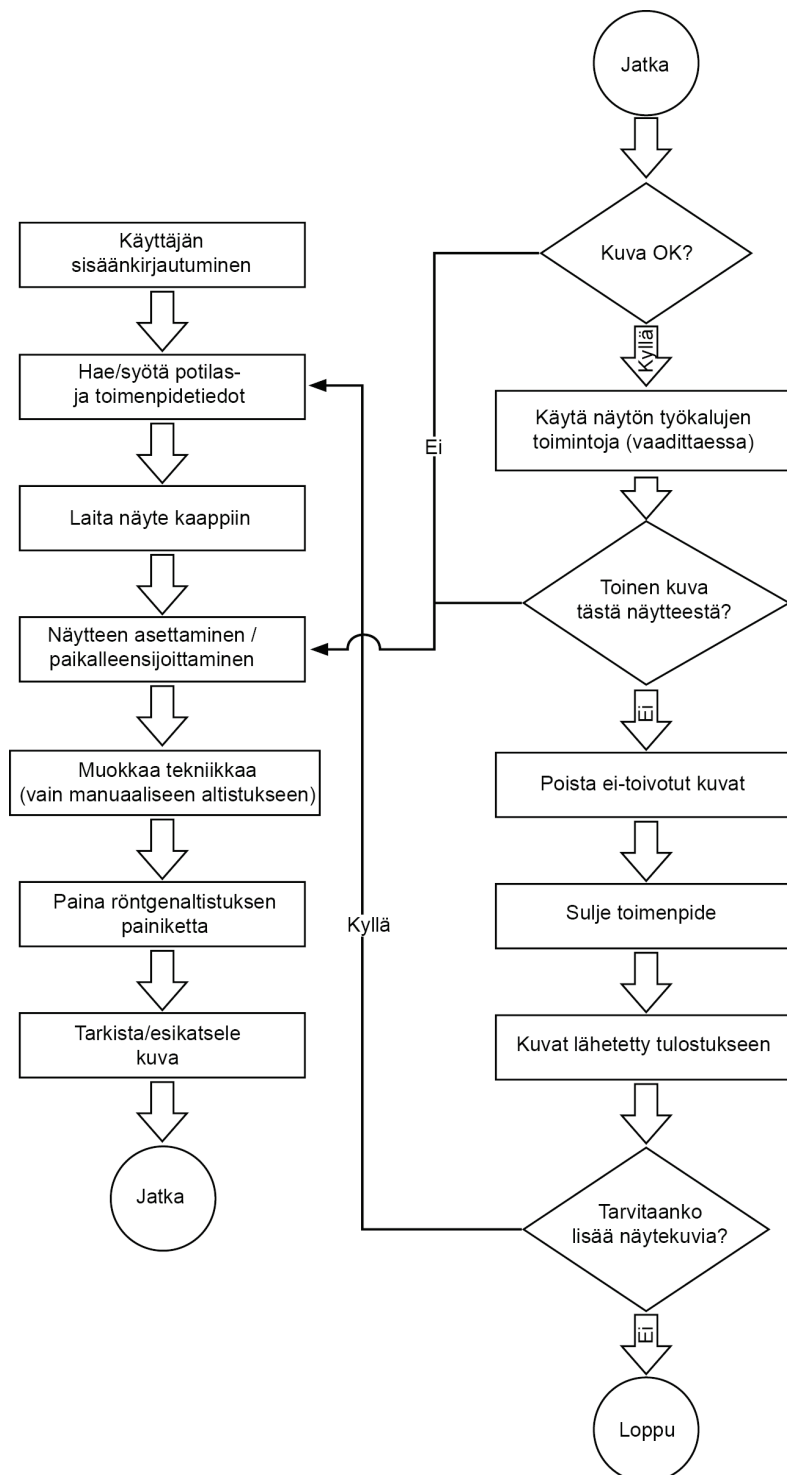 Käyttäjän
sisäänkirjautuminen
Hae/syötä potilas-
ja toimenpidetiedot
Laita näyte kaappiin
Näytteen asettaminen /
paikalleensijoittaminen
Muokkaa tekniikkaa
(vain manuaaliseen altistukseen)
Paina röntgenaltistuksen
painiketta
Tarkista/esikatsele
kuva
Jatka
Jatka
Kuva OK?
Kyllä
Ei
Käytä näytön työkalujen
toimintoja (vaadittaessa)
Toinen kuva
tästä näytteestä?
Ei
Poista ei-toivotut kuvat
Sulje toimenpide
Kyllä
Kuvat lähetetty tulostukseen
Tarvitaanko
lisää näytekuvia?
Ei
Loppu